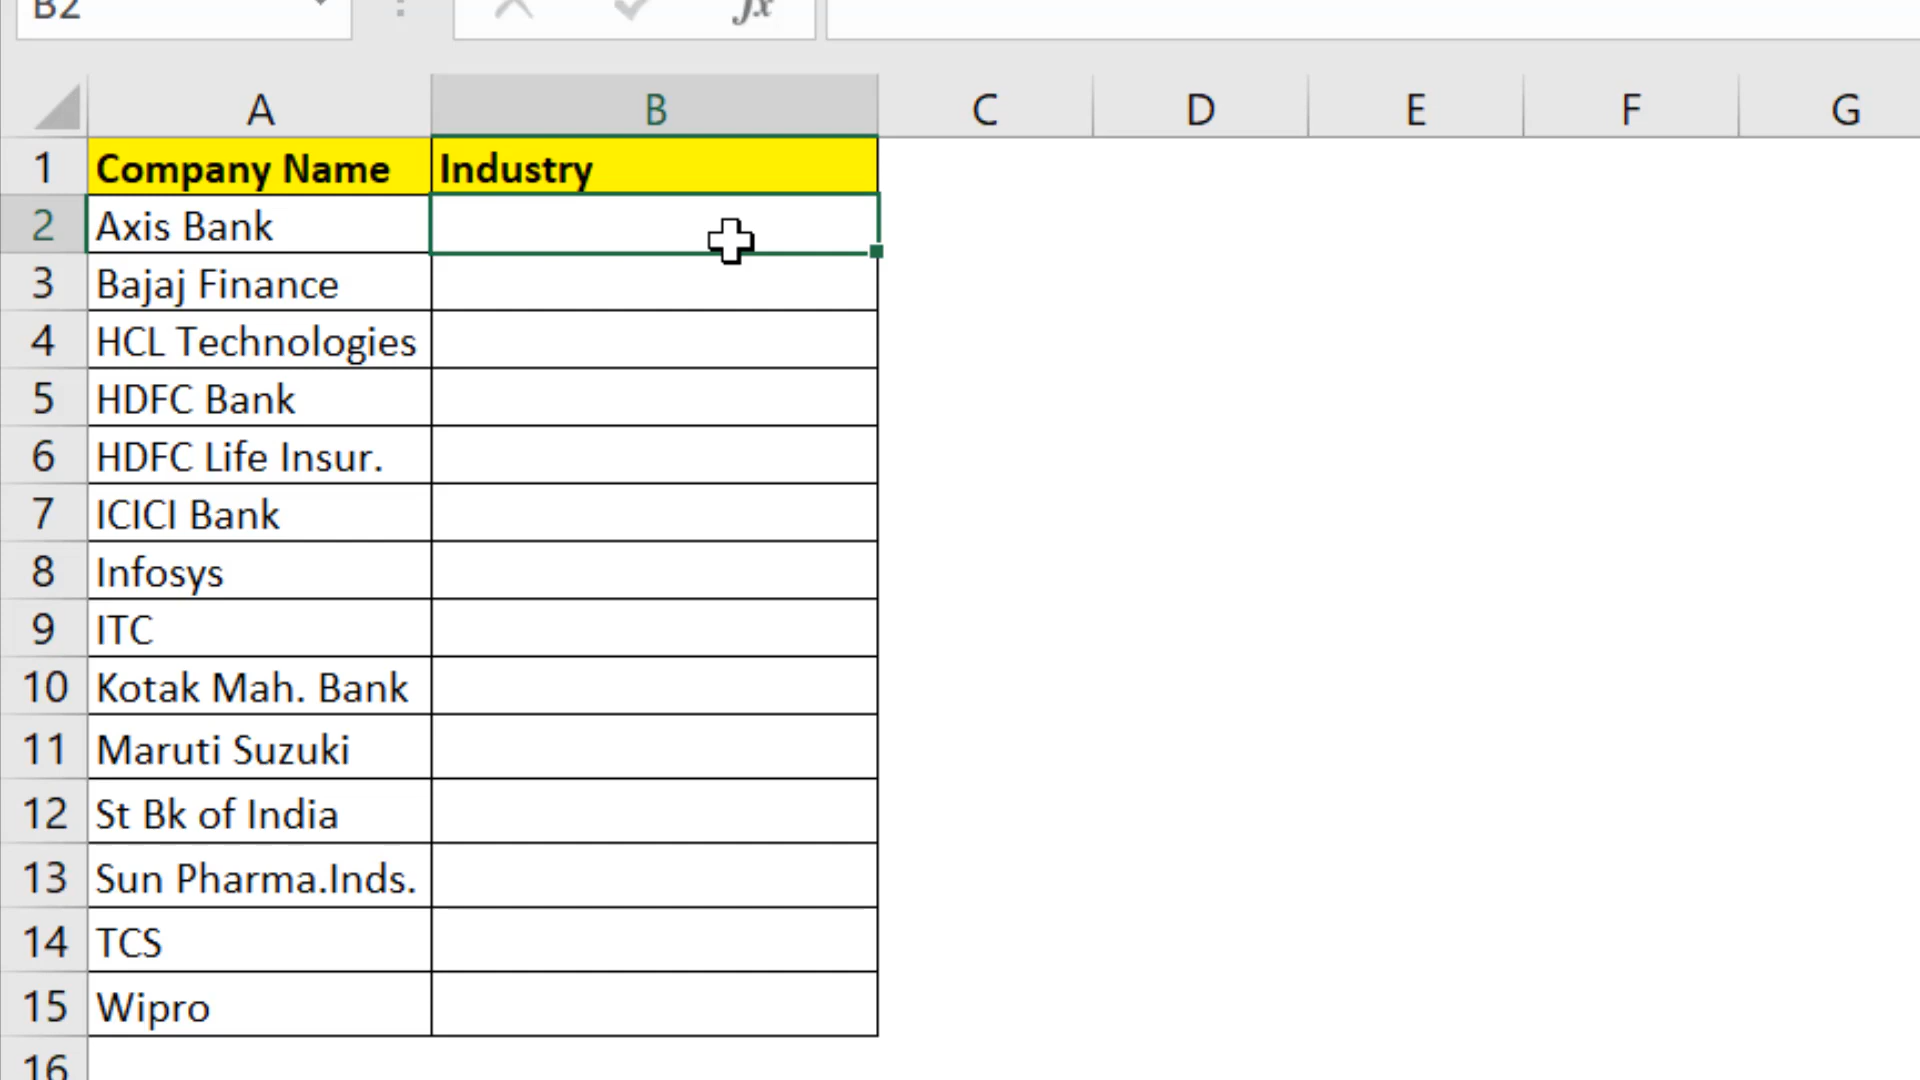 B2 fx
A B C D E F G
1 Company Name Industry
2 Axis Bank
3 Bajaj Finance
4 HCL Technologies
5 HDFC Bank
6 HDFC Life Insur.
7 ICICI Bank
8 Infosys
9 ITC
10 Kotak Mah. Bank
11 Maruti Suzuki
12 St Bk of India
13 Sun Pharma.Inds.
14 TCS
15 Wipro
16